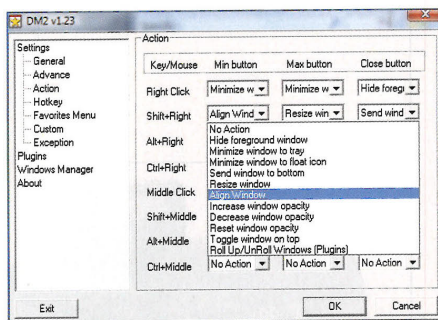 DM2 v1.23
Settings
General
Advance
Action
Hotkey
Favorites Menu
Custom
Exception
Plugins
Windows Manager
About
Action
Key/Mouse Min button Max button Close button
Right Click Minimize w Minimize w Hide foregr
Shift+Right Align Wind Resize win Send wind
Alt+Right
Ctrl+Right
Middle Click
Shift+Middle
Alt+Middle
No Action
Hide foreground window
Minimize window to tray
Minimize window to float icon
Send window to bottom
Resize window
Align Window
Increase window opacity
Decrease window opacity
Reset window opacity
Toggle window on top
Roll Up/UnRoll Windows (Plugins)
Ctrl+Middle No Action No Action No Action
Exit OK Cancel